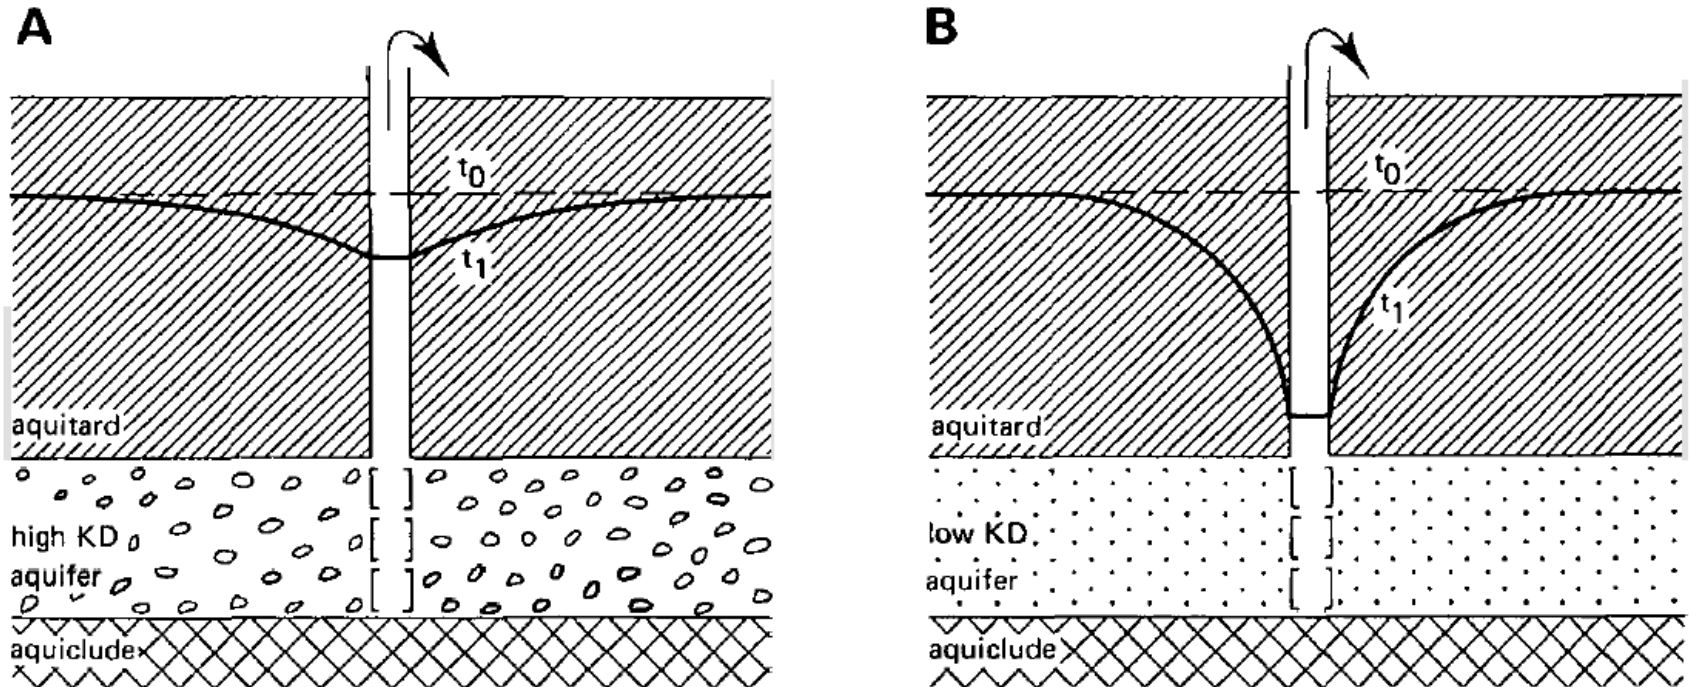 A
t0
t1
aquitard
high KD
aquifer
aquiclude
B
t0
t1
aquitard
low KD
aquifer
aquiclude